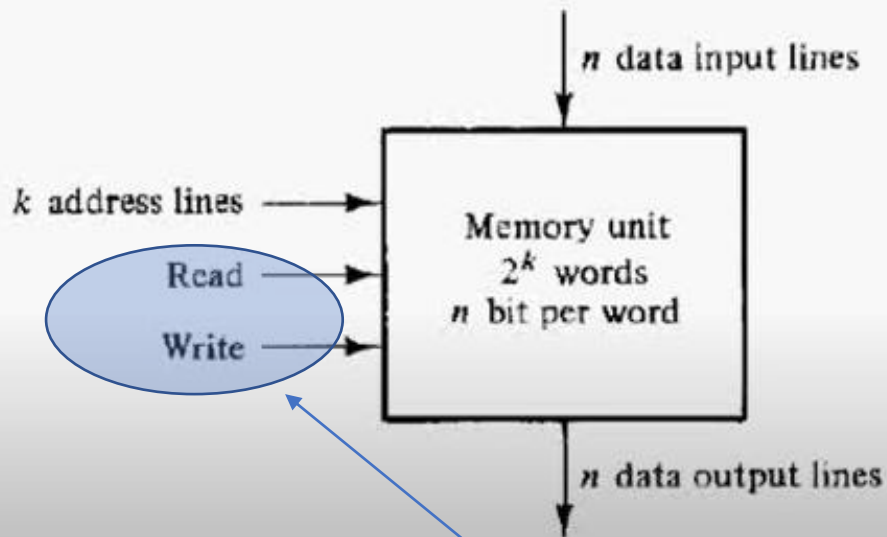 n data input lines
k address lines
Read
Write
Memory unit
2^k words
n bit per word
n data output lines